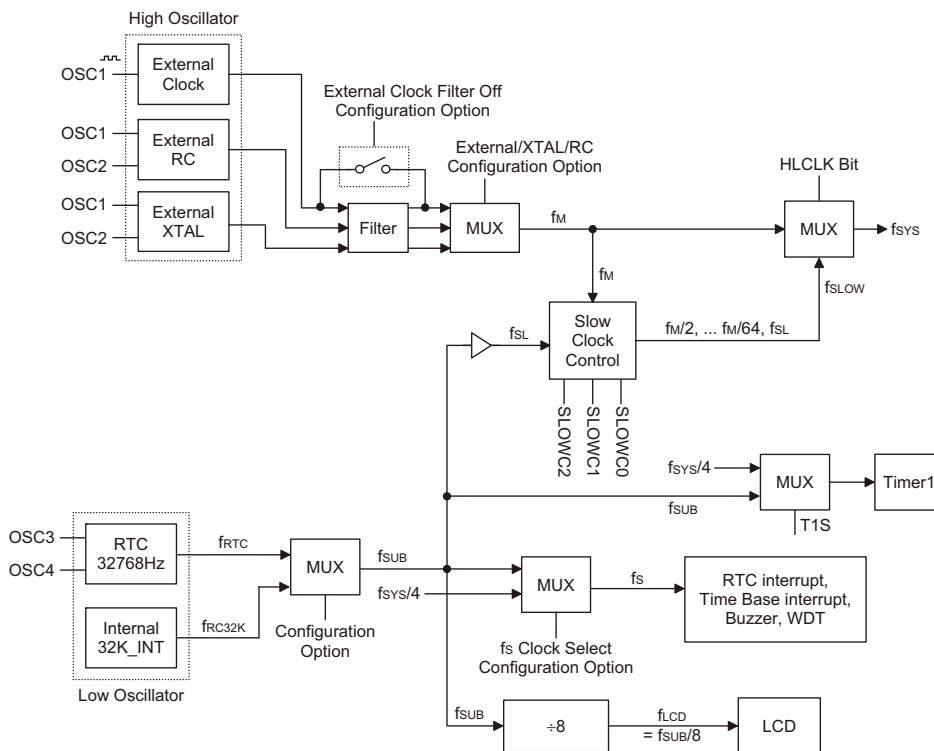 High Oscillator
OSC1
External
Clock
OSC1
OSC2
External
RC
OSC1
OSC2
External
XTAL
External Clock Filter Off
Configuration Option
Filter
External/XTAL/RC
Configuration Option
MUX
fM
HLCLK Bit
MUX
fSYS
fM
fSLOW
fSL
Slow
Clock
Control
fM/2, ... fM/64, fSL
SLOWC2
SLOWC1
SLOWC0
fSYS/4
fSUB
MUX
Timer1
T1S
OSC3
OSC4
RTC
32768Hz
fRTC
Internal
32K_INT
fRC32K
Low Oscillator
MUX
Configuration
Option
fSUB
fSYS/4
MUX
fS
fS Clock Select
Configuration Option
RTC interrupt,
Time Base interrupt,
Buzzer, WDT
fSUB
÷8
fLCD
= fSUB/8
LCD